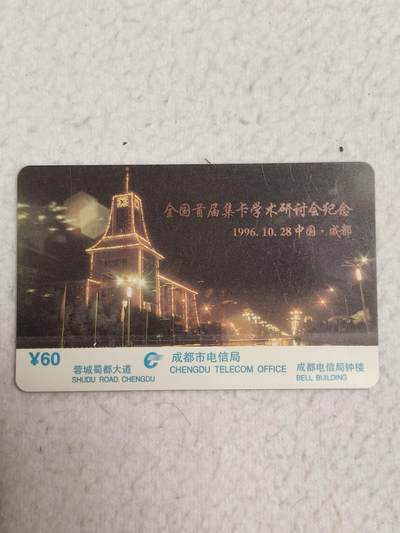 全国首届集卡学术研讨会纪念
1996.10.28中国·成都
¥60
蓉城蜀都大道
SHUDU ROAD. CHENGDU
成都市电信局
CHENGDU TELECOM OFFICE
成都电信局钟楼
BELL BUILDING